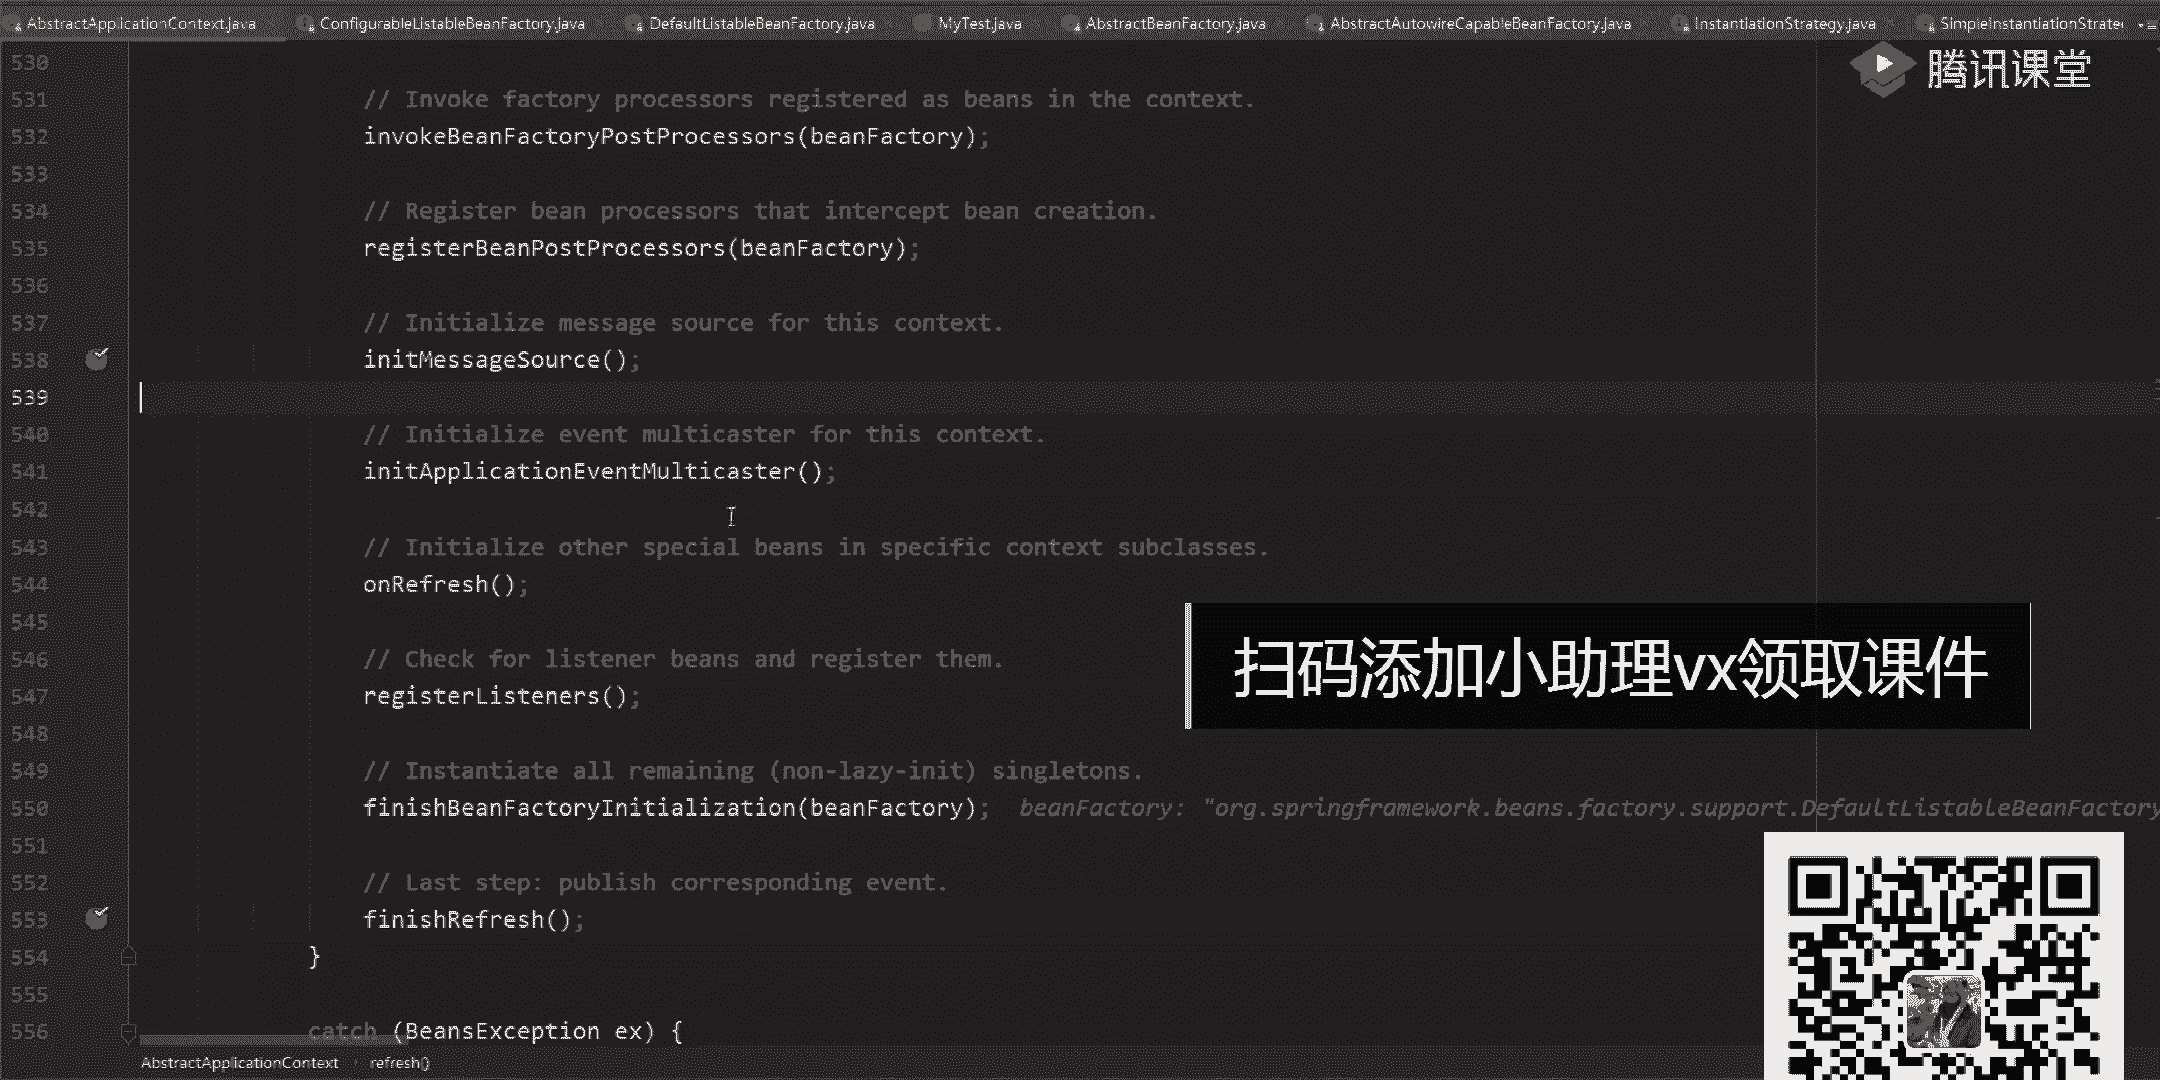 AbstractApplicationContext.java ConfigurableListableBeanFactory.java DefaultListableBeanFactory.java MyTest.java AbstractBeanFactory.java AbstractAutowireCapableBeanFactory.java InstantiationStrategy.java SimpleInstantiationStrate
腾讯课堂
530
531 // Invoke factory processors registered as beans in the context.
532 invokeBeanFactoryPostProcessors(beanFactory);
533
534 // Register bean processors that intercept bean creation.
535 registerBeanPostProcessors(beanFactory);
536
537 // Initialize message source for this context.
538 initMessageSource();
539
540 // Initialize event multicaster for this context.
541 initApplicationEventMulticaster();
542
543 // Initialize other special beans in specific context subclasses.
544 onRefresh();
545
546 // Check for listener beans and register them.
547 registerListeners();
扫码添加小助理vx领取课件
548
549 // Instantiate all remaining (non-lazy-init) singletons.
550 finishBeanFactoryInitialization(beanFactory); beanFactory: "org.springframework.beans.factory.support.DefaultListableBeanFactory
551
552 // Last step: publish corresponding event.
553 finishRefresh();
554 }
555
556 catch (BeansException ex) {
AbstractApplicationContext refresh()